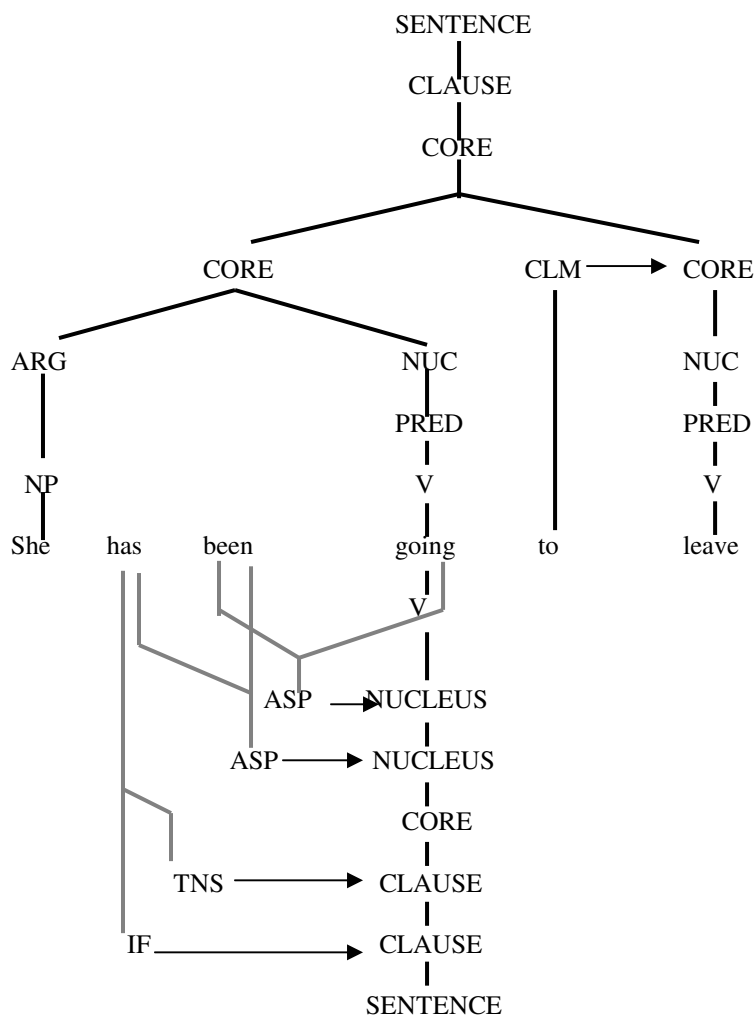 SENTENCE
CLAUSE
CORE
CORE CLM CORE
ARG NUC NUC
PRED PRED
NP V V
She has been going to leave
V
ASP NUCLEUS
ASP NUCLEUS
CORE
TNS CLAUSE
IF CLAUSE
SENTENCE